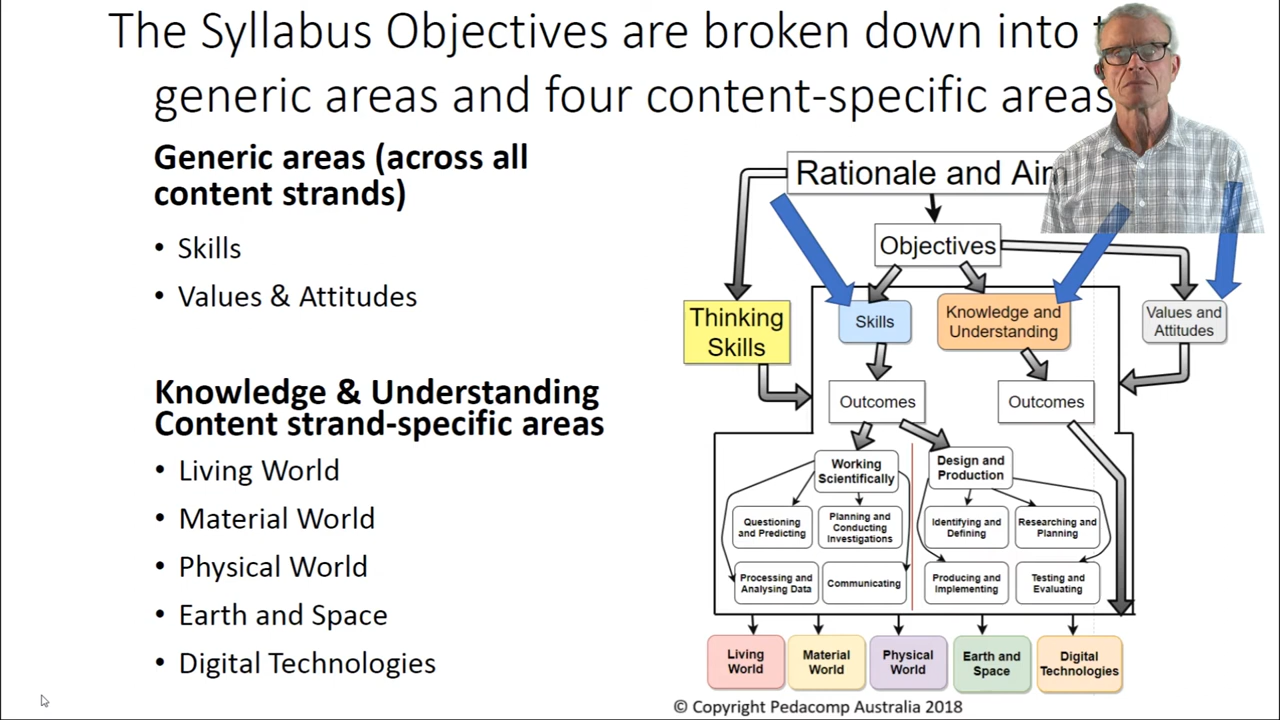 The Syllabus Objectives are broken down into
generic areas and four content-specific areas
Generic areas (across all
content strands)
• Skills
• Values & Attitudes
Knowledge & Understanding
Content strand-specific areas
• Living World
• Material World
• Physical World
• Earth and Space
• Digital Technologies
Rationale and
Objectives
Thinking
Skills
Skills
Knowledge and
Understanding
Values and
Attitudes
Outcomes
Outcomes
Working
Scientifically
Design and
Production
Questioning
and Predicting
Planning and
Conducting
Investigations
Identifying and
Defining
Researching and
Planning
Processing and
Analysing Data
Communicating
Producing and
Implementing
Testing and
Evaluating
Living
World
Material
World
Physical
World
Earth and
Space
Digital
Technologies
© Copyright Pedacomp Australia 2018